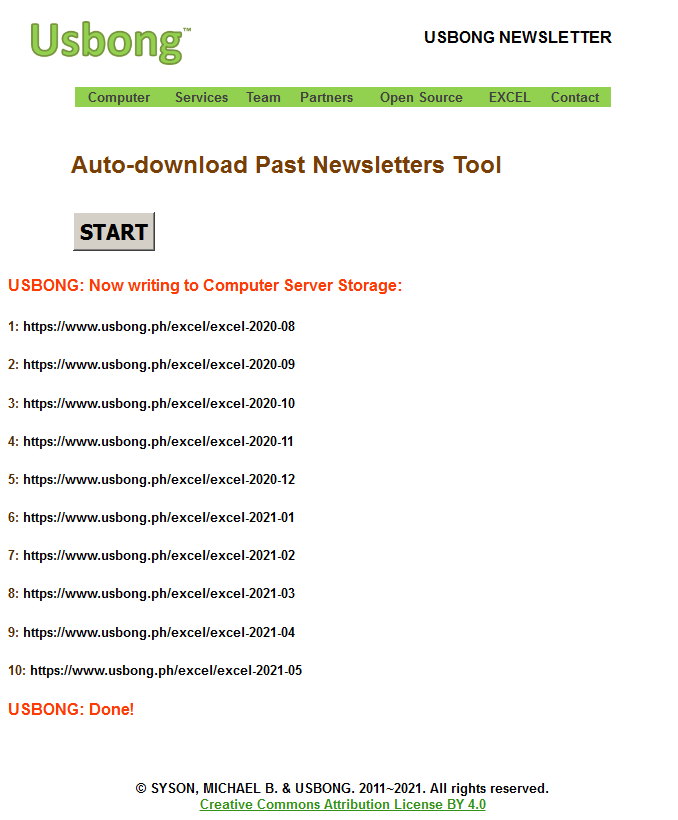 Usbong™
USBONG NEWSLETTER
Computer Services Team Partners Open Source EXCEL Contact
Auto-download Past Newsletters Tool
START
USBONG: Now writing to Computer Server Storage:
1: https://www.usbong.ph/excel/excel-2020-08
2: https://www.usbong.ph/excel/excel-2020-09
3: https://www.usbong.ph/excel/excel-2020-10
4: https://www.usbong.ph/excel/excel-2020-11
5: https://www.usbong.ph/excel/excel-2020-12
6: https://www.usbong.ph/excel/excel-2021-01
7: https://www.usbong.ph/excel/excel-2021-02
8: https://www.usbong.ph/excel/excel-2021-03
9: https://www.usbong.ph/excel/excel-2021-04
10: https://www.usbong.ph/excel/excel-2021-05
USBONG: Done!
© SYSON, MICHAEL B. & USBONG. 2011~2021. All rights reserved.
Creative Commons Attribution License BY 4.0